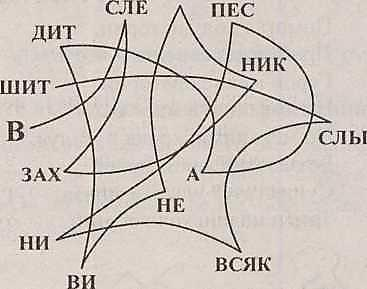 СЛЕ ПЕС
ДИТ
НИК
ШИТ
В СЛЫ
ЗАХ А
НЕ
НИ
ВИ ВСЯК